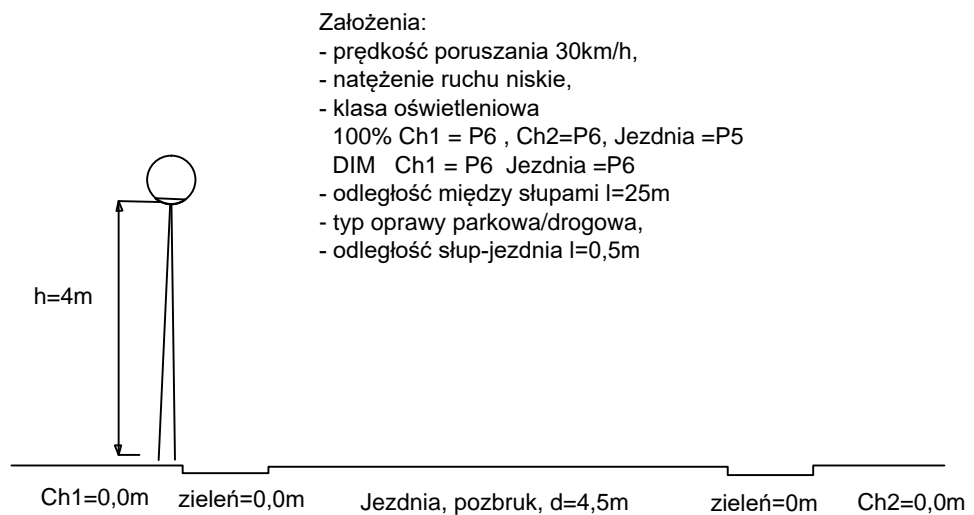 Założenia:
- prędkość poruszania 30km/h,
- natężenie ruchu niskie,
- klasa oświetleniowa
100% Ch1 = P6 , Ch2=P6, Jezdnia =P5
DIM Ch1 = P6 Jezdnia =P6
- odległość między słupami l=25m
- typ oprawy parkowa/drogowa,
- odległość słup-jezdnia l=0,5m
h=4m
Ch1=0,0m zieleń=0,0m Jezdnia, pozbruk, d=4,5m zieleń=0m Ch2=0,0m